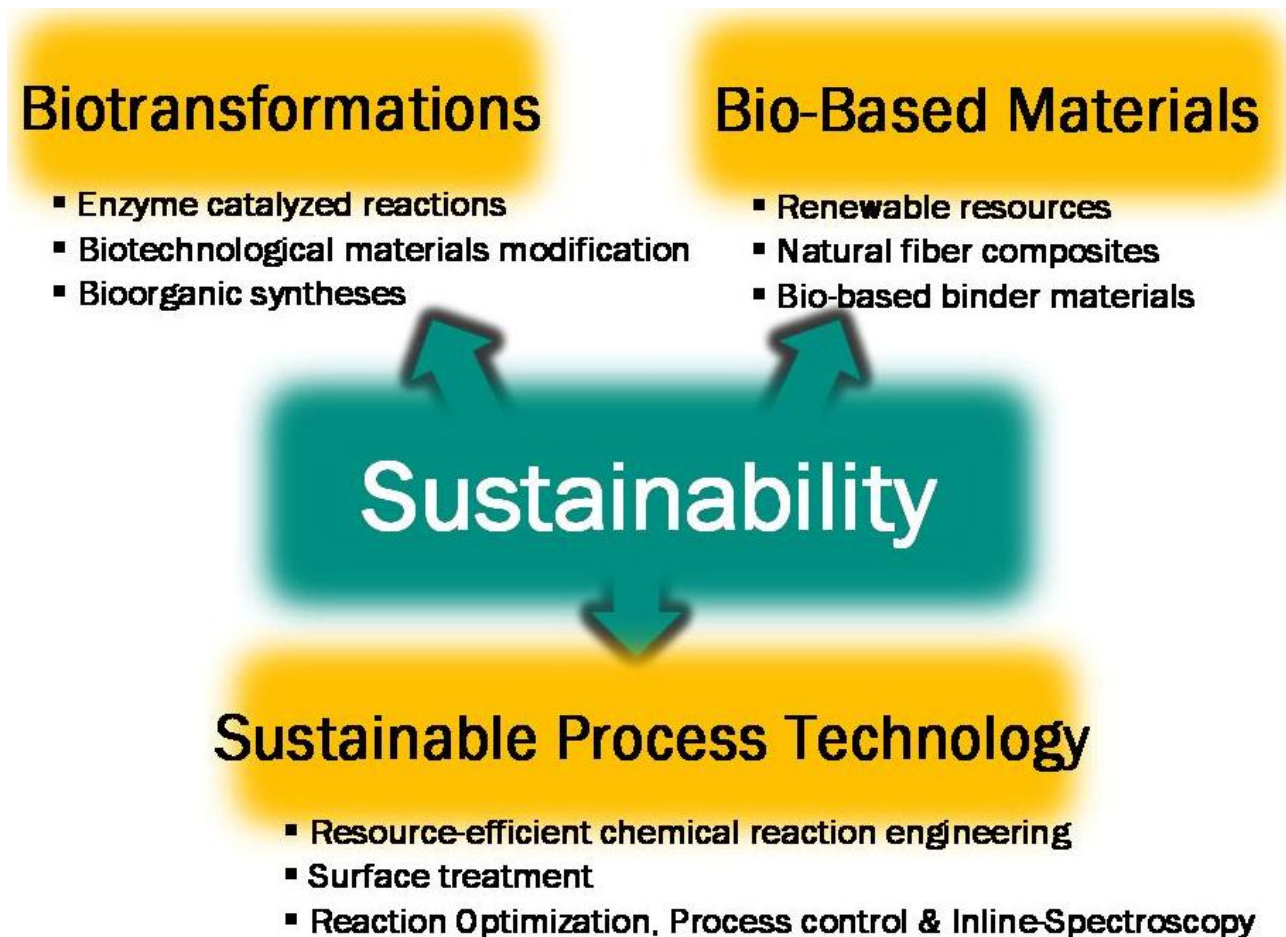 Biotransformations
▪ Enzyme catalyzed reactions
▪ Biotechnological materials modification
▪ Bioorganic syntheses
Bio-Based Materials
▪ Renewable resources
▪ Natural fiber composites
▪ Bio-based binder materials
Sustainability
Sustainable Process Technology
▪ Resource-efficient chemical reaction engineering
▪ Surface treatment
▪ Reaction Optimization, Process control & Inline-Spectroscopy